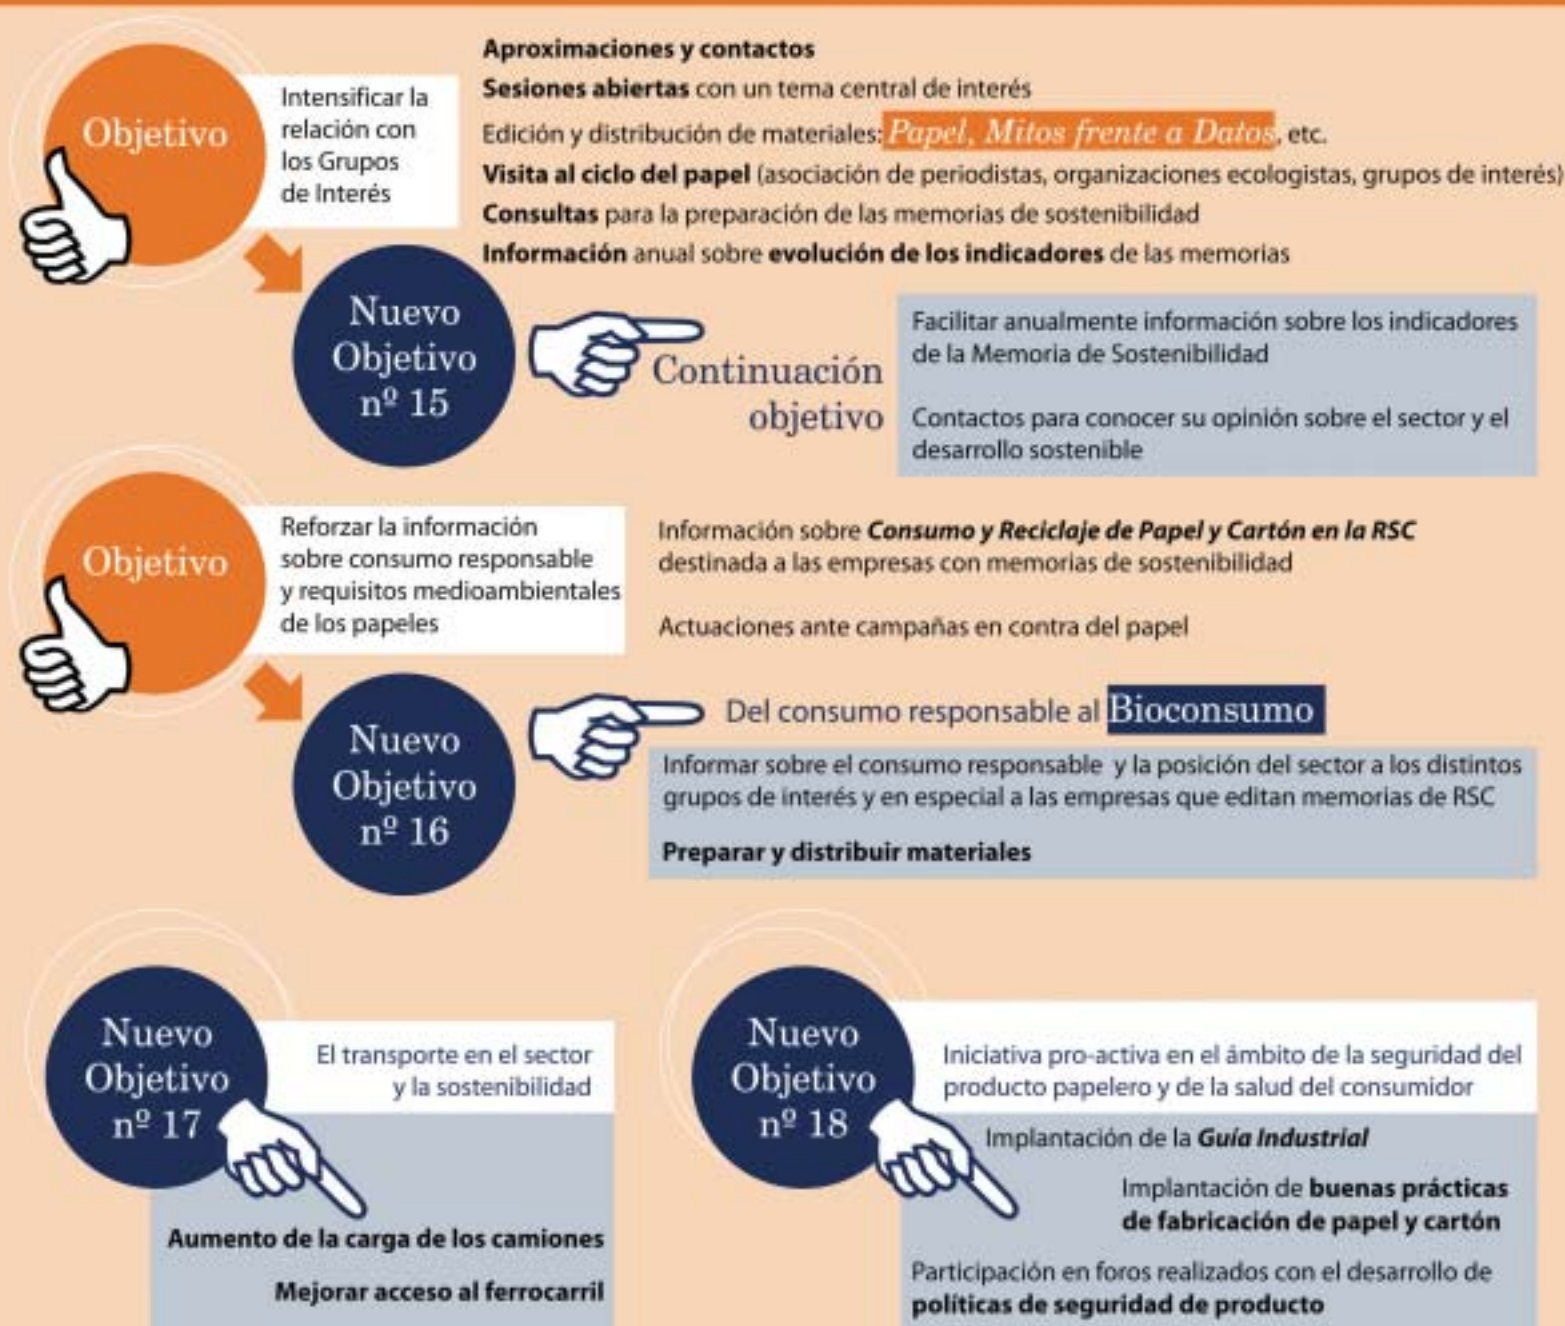 Objetivo
Intensificar la
relación con
los Grupos
de Interés
Aproximaciones y contactos
Sesiones abiertas con un tema central de interés
Edición y distribución de materiales: Papel, Mitos frente a Datos, etc.
Visita al ciclo del papel (asociación de periodistas, organizaciones ecologistas, grupos de interés)
Consultas para la preparación de las memorias de sostenibilidad
Información anual sobre evolución de los indicadores de las memorias
Nuevo
Objetivo
nº 15
Continuación
objetivo
Facilitar anualmente información sobre los indicadores
de la Memoria de Sostenibilidad
Contactos para conocer su opinión sobre el sector y el
desarrollo sostenible
Objetivo
Reforzar la información
sobre consumo responsable
y requisitos medioambientales
de los papeles
Información sobre Consumo y Reciclaje de Papel y Cartón en la RSC
destinada a las empresas con memorias de sostenibilidad
Actuaciones ante campañas en contra del papel
Nuevo
Objetivo
nº 16
Del consumo responsable al Bioconsumo
Informar sobre el consumo responsable y la posición del sector a los distintos
grupos de interés y en especial a las empresas que editan memorias de RSC
Preparar y distribuir materiales
Nuevo
Objetivo
nº 17
El transporte en el sector
y la sostenibilidad
Aumento de la carga de los camiones
Mejorar acceso al ferrocarril
Nuevo
Objetivo
nº 18
Iniciativa pro-activa en el ámbito de la seguridad del
producto papelero y de la salud del consumidor
Implantación de la Guía Industrial
Implantación de buenas prácticas
de fabricación de papel y cartón
Participación en foros realizados con el desarrollo de
políticas de seguridad de producto